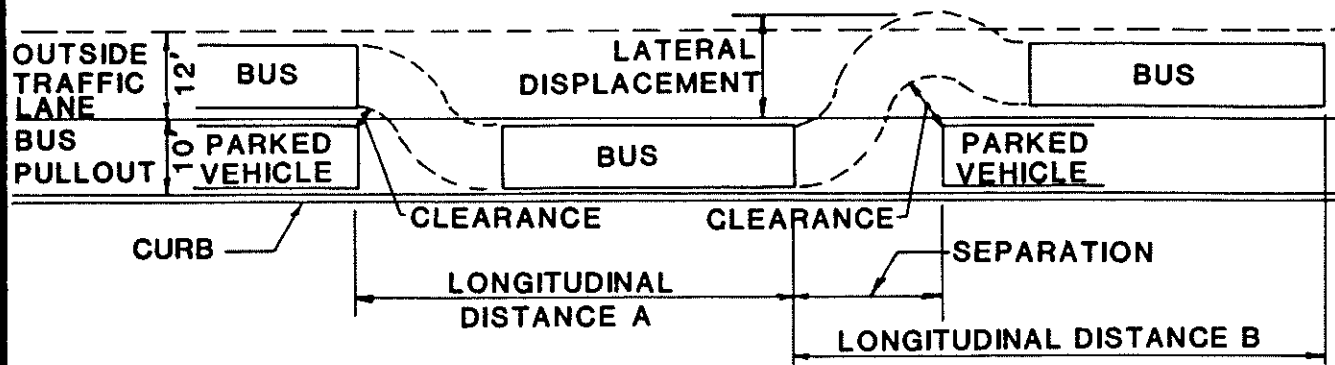 OUTSIDE
TRAFFIC
LANE
12'
BUS
LATERAL
DISPLACEMENT
BUS
BUS
PULLOUT
10'
PARKED
VEHICLE
BUS
PARKED
VEHICLE
CLEARANCE
CLEARANCE
CURB
SEPARATION
LONGITUDINAL
DISTANCE A
LONGITUDINAL DISTANCE B